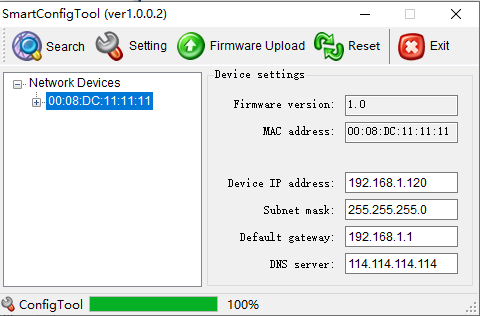 SmartConfigTool (ver1.0.0.2)
Search Setting Firmware Upload Reset Exit
Network Devices
00:08:DC:11:11:11
Device settings
Firmware version: 1.0
MAC address: 00:08:DC:11:11:11
Device IP address: 192.168.1.120
Subnet mask: 255.255.255.0
Default gateway: 192.168.1.1
DNS server: 114.114.114.114
ConfigTool 100%